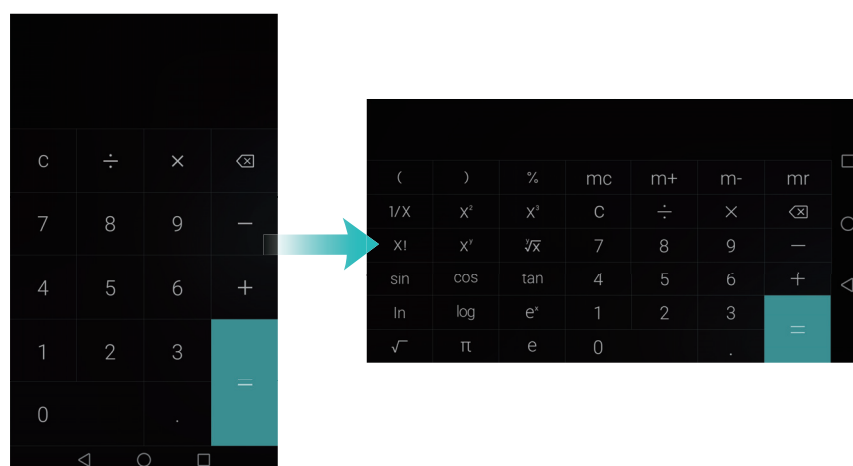 C ÷ ×
7 8 9 −
4 5 6 +
1 2 3 =
0 .
( ) % mc m+ m- mr
1/X X² X³ C ÷ ×
X! Xʸ ʸ√x 7 8 9 −
sin cos tan 4 5 6 +
ln log eˣ 1 2 3 =
√ π e 0 .